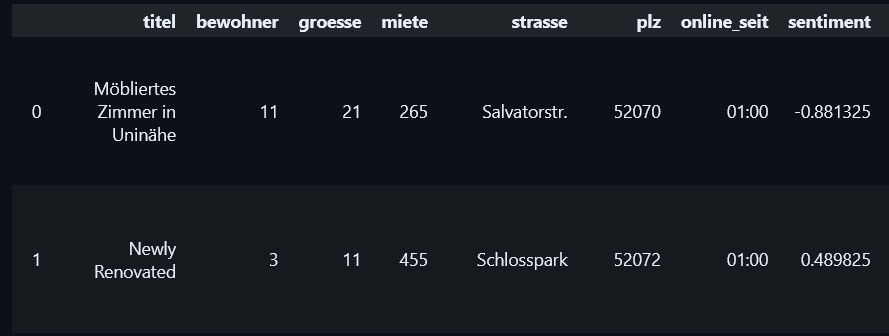 titel bewohner groesse miete strasse plz online_seit sentiment
Möbliertes
0 Zimmer in 11 21 265 Salvatorstr. 52070 01:00 -0.881325
Uninähe
Newly
1 3 11 455 Schlosspark 52072 01:00 0.489825
Renovated